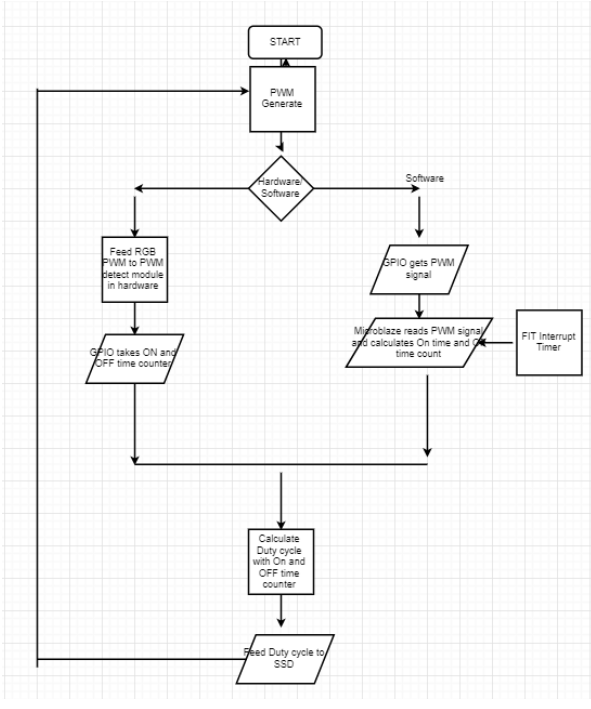 START
PWM
Generate
Hardware/
Software
Software
Feed RGB
PWM to PWM
detect module
in hardware
GPIO gets PWM
signal
GPIO takes ON and
OFF time counter
Microblaze reads PWM signal
and calculates On time and
time count
FIT Interrupt
Timer
Calculate
Duty cycle
with On and
OFF time
counter
Feed Duty cycle to
SSD